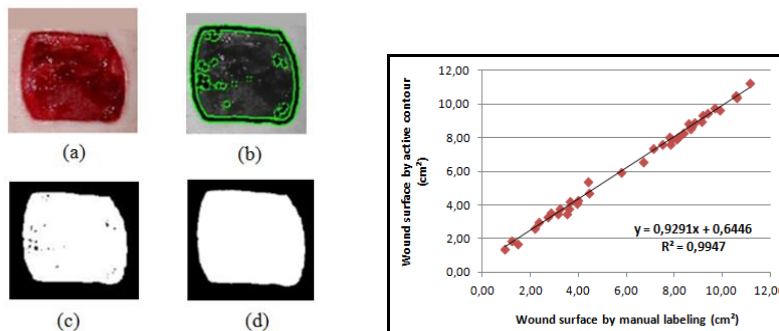 (a)
(b)
(c)
(d)
Wound surface by active contour
(cm²)
12,00
10,00
8,00
6,00
4,00
2,00
0,00
y = 0,9291x + 0,6446
R² = 0,9947
0,00 2,00 4,00 6,00 8,00 10,00 12,00
Wound surface by manual labeling (cm²)